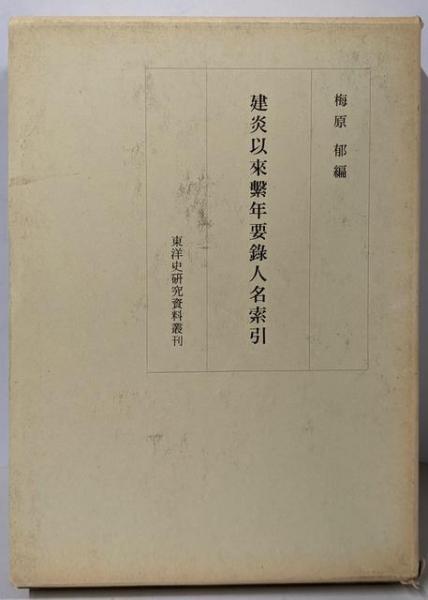 梅原 郁 編
建炎以來繫年要錄人名索引
東洋史研究資料叢刊